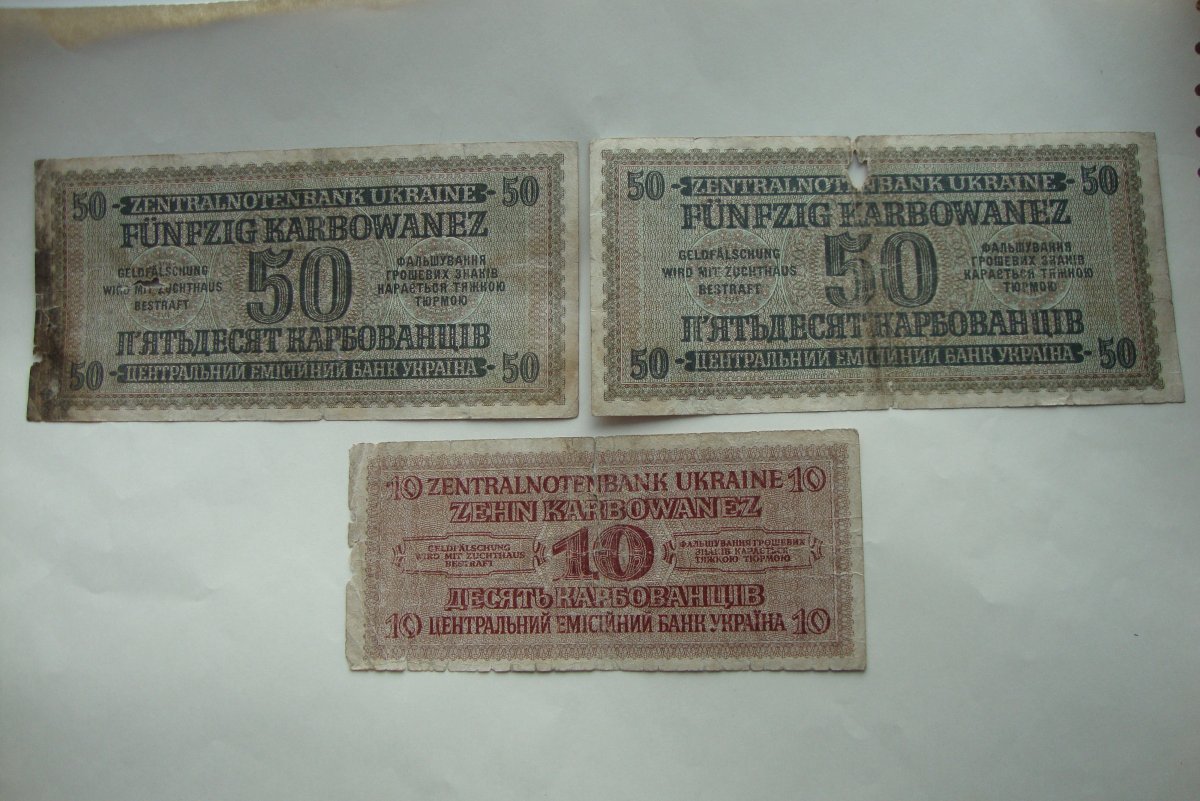 50 - ZENTRALNOTENBANK UKRAINE - 50
FÜNFZIG KARBOWANEZ
GELDFÄLSCHUNG
WIRD MIT ZUCHTHAUS
BESTRAFT
50
ФАЛЬШУВАННЯ
ГРОШЕВИХ ЗНАКІВ
КАРАЄТЬСЯ ТЯЖКОЮ
ТЮРМОЮ
П'ЯТЬДЕСЯТ КАРБОВАНЦІВ
50 - ЦЕНТРАЛЬНИЙ ЕМІСІЙНИЙ БАНК УКРАЇНА - 50
50 - ZENTRALNOTENBANK UKRAINE - 50
FÜNFZIG KARBOWANEZ
GELDFÄLSCHUNG
WIRD MIT ZUCHTHAUS
BESTRAFT
50
ФАЛЬШУВАННЯ
ГРОШЕВИХ ЗНАКІВ
КАРАЄТЬСЯ ТЯЖКОЮ
ТЮРМОЮ
П'ЯТЬДЕСЯТ КАРБОВАНЦІВ
50 - ЦЕНТРАЛЬНИЙ ЕМІСІЙНИЙ БАНК УКРАЇНА - 50
10 ZENTRALNOTENBANK UKRAINE 10
ZEHN KARBOWANEZ
GELDFÄLSCHUNG
WIRD MIT ZUCHTHAUS
BESTRAFT
10
ФАЛЬШУВАННЯ ГРОШЕВИХ
ЗНАКІВ КАРАЄТЬСЯ
ТЯЖКОЮ ТЮРМОЮ
ДЕСЯТЬ КАРБОВАНЦІВ
10 ЦЕНТРАЛЬНИЙ ЕМІСІЙНИЙ БАНК УКРАЇНА 10